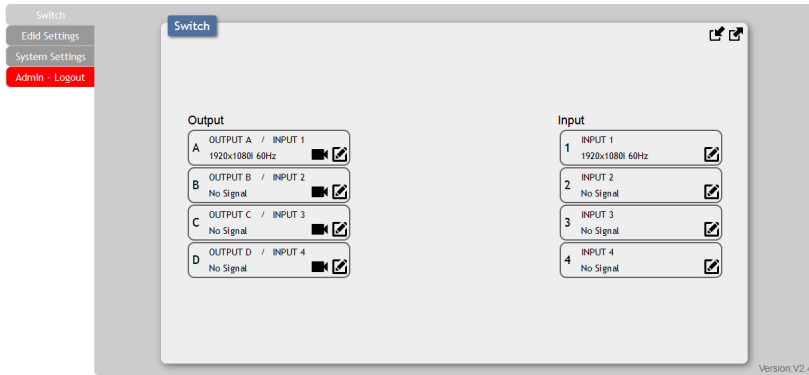 Switch
Edid Settings
System Settings
Admin - Logout
Switch
Output
A
OUTPUT A / INPUT 1
1920x1080I 60Hz
B
OUTPUT B / INPUT 2
No Signal
C
OUTPUT C / INPUT 3
No Signal
D
OUTPUT D / INPUT 4
No Signal
Input
1
INPUT 1
1920x1080I 60Hz
2
INPUT 2
No Signal
3
INPUT 3
No Signal
4
INPUT 4
No Signal
Version:V2.